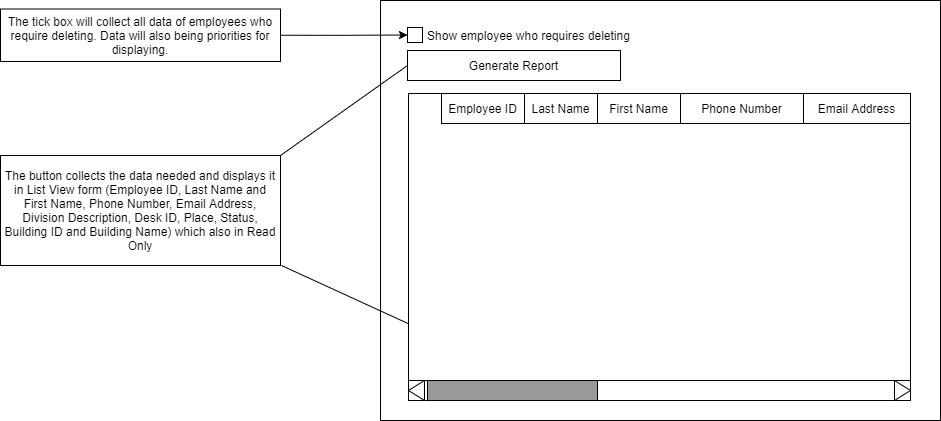 The tick box will collect all data of employees who
require deleting. Data will also being priorities for
displaying.
Show employee who requires deleting
Generate Report
Employee ID
Last Name
First Name
Phone Number
Email Address
The button collects the data needed and displays it
in List View form (Employee ID, Last Name and
First Name, Phone Number, Email Address,
Division Description, Desk ID, Place, Status,
Building ID and Building Name) which also in Read
Only